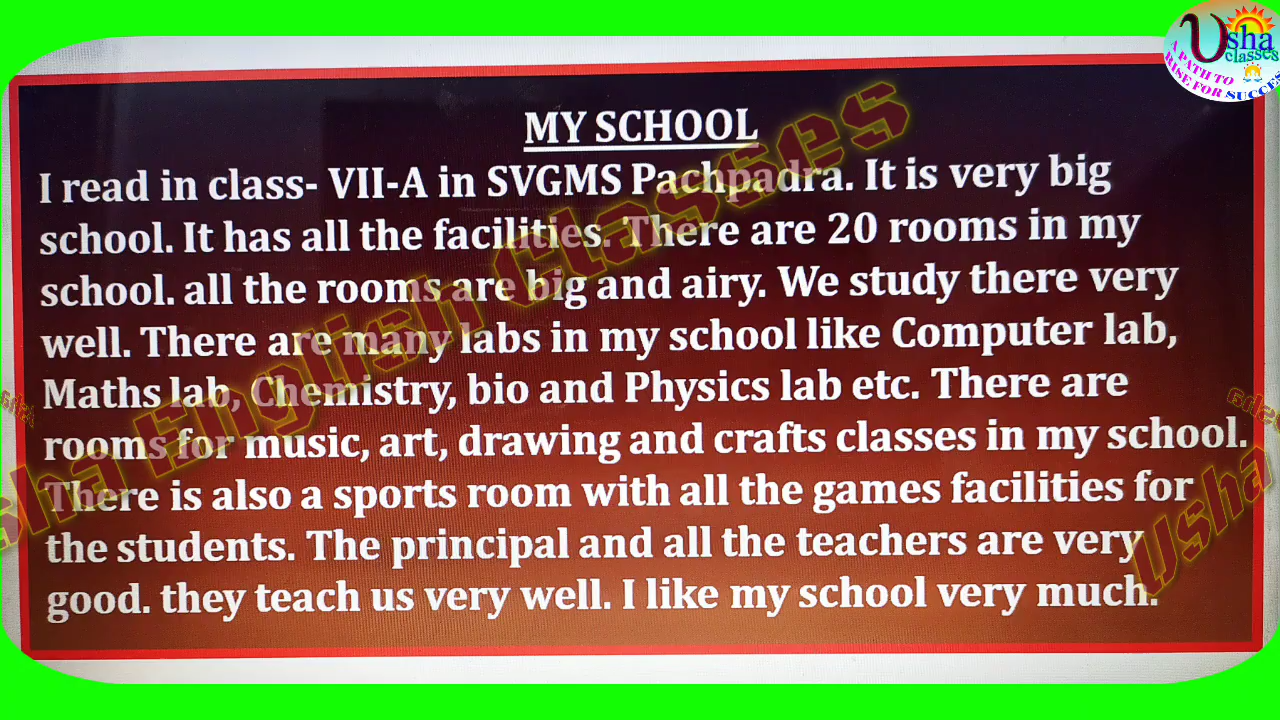 Usha
classes
A PATH TO
RISE FOR SUCCESS
MY SCHOOL
I read in class- VII-A in SVGMS Pachpadra. It is very big
school. It has all the facilities. There are 20 rooms in my
school. all the rooms are big and airy. We study there very
well. There are many labs in my school like Computer lab,
Maths lab, Chemistry, bio and Physics lab etc. There are
rooms for music, art, drawing and crafts classes in my school.
There is also a sports room with all the games facilities for
the students. The principal and all the teachers are very
good. they teach us very well. I like my school very much.
Usha English Classes
Usha